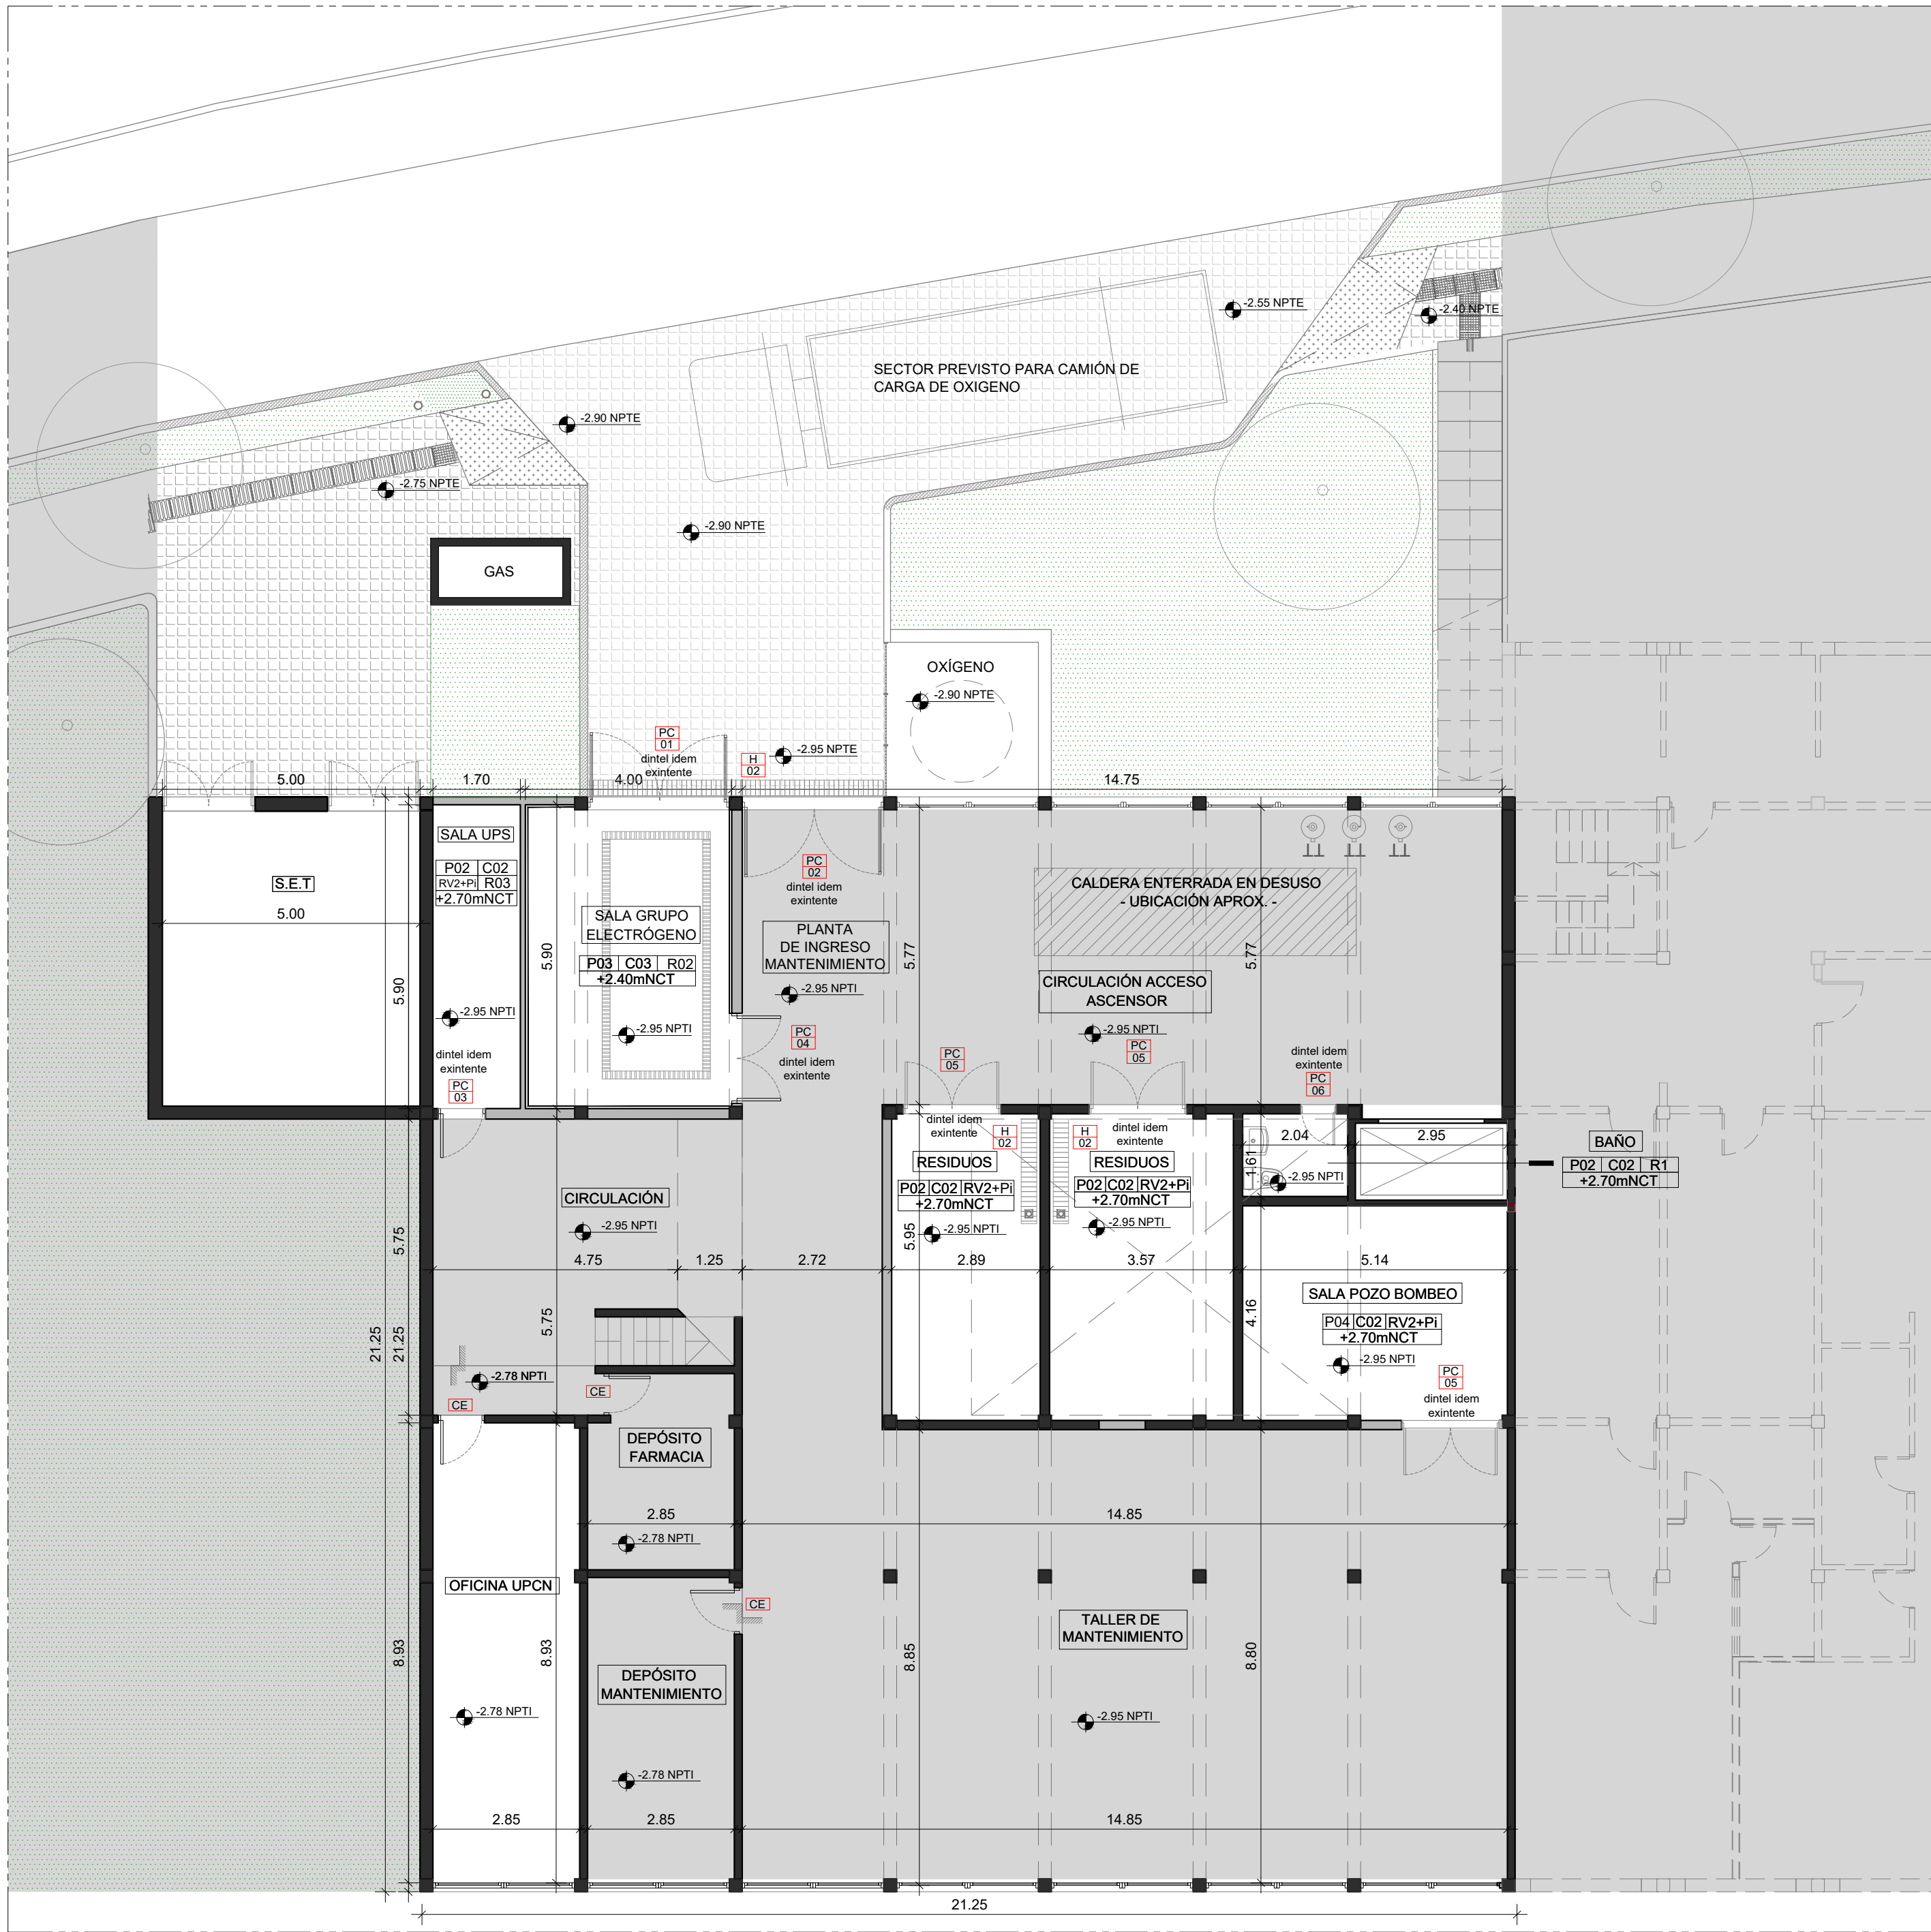 -2.55 NPTE
-2.40 NPTE
SECTOR PREVISTO PARA CAMIÓN DE
CARGA DE OXIGENO
-2.90 NPTE
-2.75 NPTE
-2.90 NPTE
GAS
OXÍGENO
-2.90 NPTE
PC
01
dintel idem
exintente
H
02
-2.95 NPTE
5.00
1.70
4.00
14.75
SALA UPS
P02 C02
RV2+Pi R03
+2.70mNCT
S.E.T
5.00
SALA GRUPO
ELECTRÓGENO
P03 C03 R02
+2.40mNCT
PC
02
dintel idem
exintente
CALDERA ENTERRADA EN DESUSO
- UBICACIÓN APROX. -
PLANTA
DE INGRESO
MANTENIMIENTO
5.90
5.90
5.77
5.77
CIRCULACIÓN ACCESO
ASCENSOR
-2.95 NPTI
-2.95 NPTI
-2.95 NPTI
-2.95 NPTI
PC
04
dintel idem
exintente
dintel idem
exintente
PC
03
PC
05
PC
05
dintel idem
exintente
PC
06
dintel idem
exintente
H
02
H
02
dintel idem
exintente
2.04
2.95
1.61
-2.95 NPTI
BAÑO
P02 C02 R1
+2.70mNCT
RESIDUOS
P02 C02 RV2+Pi
+2.70mNCT
RESIDUOS
P02 C02 RV2+Pi
+2.70mNCT
CIRCULACIÓN
-2.95 NPTI
-2.95 NPTI
-2.95 NPTI
5.75
5.95
4.75
1.25
2.72
2.89
3.57
5.14
SALA POZO BOMBEO
P04 C02 RV2+Pi
+2.70mNCT
4.16
5.75
21.25
21.25
-2.95 NPTI
-2.78 NPTI
CE
CE
PC
05
dintel idem
exintente
DEPÓSITO
FARMACIA
2.85
14.85
-2.78 NPTI
OFICINA UPCN
CE
TALLER DE
MANTENIMIENTO
8.93
8.93
8.85
8.80
DEPÓSITO
MANTENIMIENTO
-2.78 NPTI
-2.95 NPTI
-2.78 NPTI
2.85
2.85
14.85
21.25